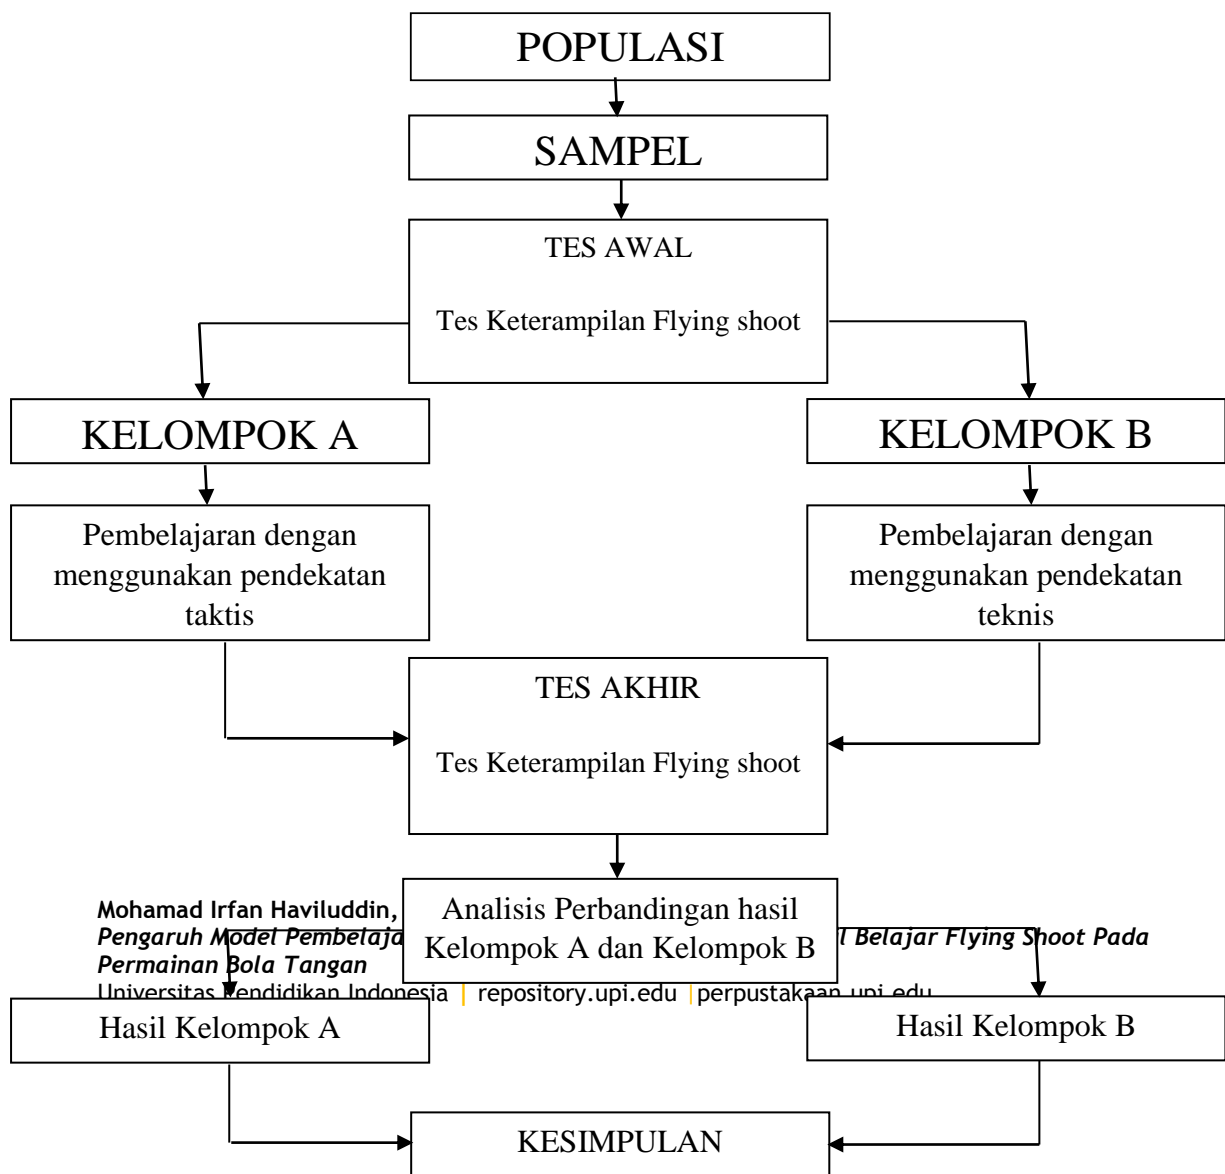 POPULASI
SAMPEL
TES AWAL
Tes Keterampilan Flying shoot
KELOMPOK A
KELOMPOK B
Pembelajaran dengan
menggunakan pendekatan
taktis
Pembelajaran dengan
menggunakan pendekatan
teknis
TES AKHIR
Tes Keterampilan Flying shoot
Analisis Perbandingan hasil
Kelompok A dan Kelompok B
Mohamad Irfan Haviluddin,
Pengaruh Model Belajar Flying Shoot Pada
Permainan Bola Tangan
Universitas Pendidikan Indonesia | repository.upi.edu | perpustakaan.upi.edu
Hasil Kelompok A
Hasil Kelompok B
KESIMPULAN